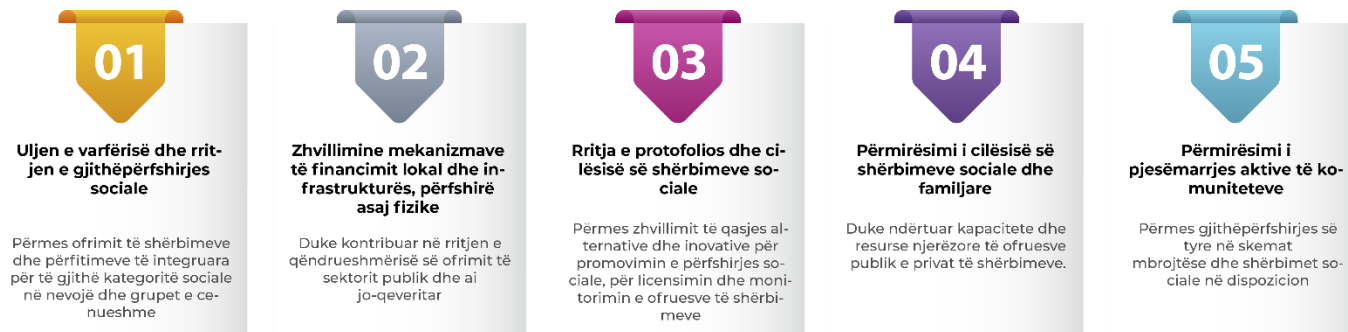 01
Uljen e varfërisë dhe rrit-
jen e gjithëpërfshirjes
sociale
Përmes ofrimit të shërbimeve
dhe përfitimeve të integruara
për të gjithë kategoritë sociale
në nevojë dhe grupet e ce-
nueshme
02
Zhvillimine mekanizmave
të financimit lokal dhe in-
frastrukturës, përfshirë
asaj fizike
Duke kontribuar në rritjen e
qëndrueshmërisë së ofrimit të
sektorit publik dhe ai
jo-qeveritar
03
Rritja e protofolios dhe ci-
lësisë së shërbimeve so-
ciale
Përmes zhvillimit të qasjes al-
ternative dhe inovative për
promovimin e përfshirjes so-
ciale, për licensimin dhe moni-
torimin e ofruesve të shërbi-
meve
04
Përmirësimi i cilësisë së
shërbimeve sociale dhe
familjare
Duke ndërtuar kapacitete dhe
resurse njerëzore të ofruesve
publik e privat të shërbimeve.
05
Përmirësimi i
pjesëmarrjes aktive të ko-
muniteteve
Përmes gjithëpërfshirjes së
tyre në skemat
mbrojtëse dhe shërbimet so-
ciale në dispozicion